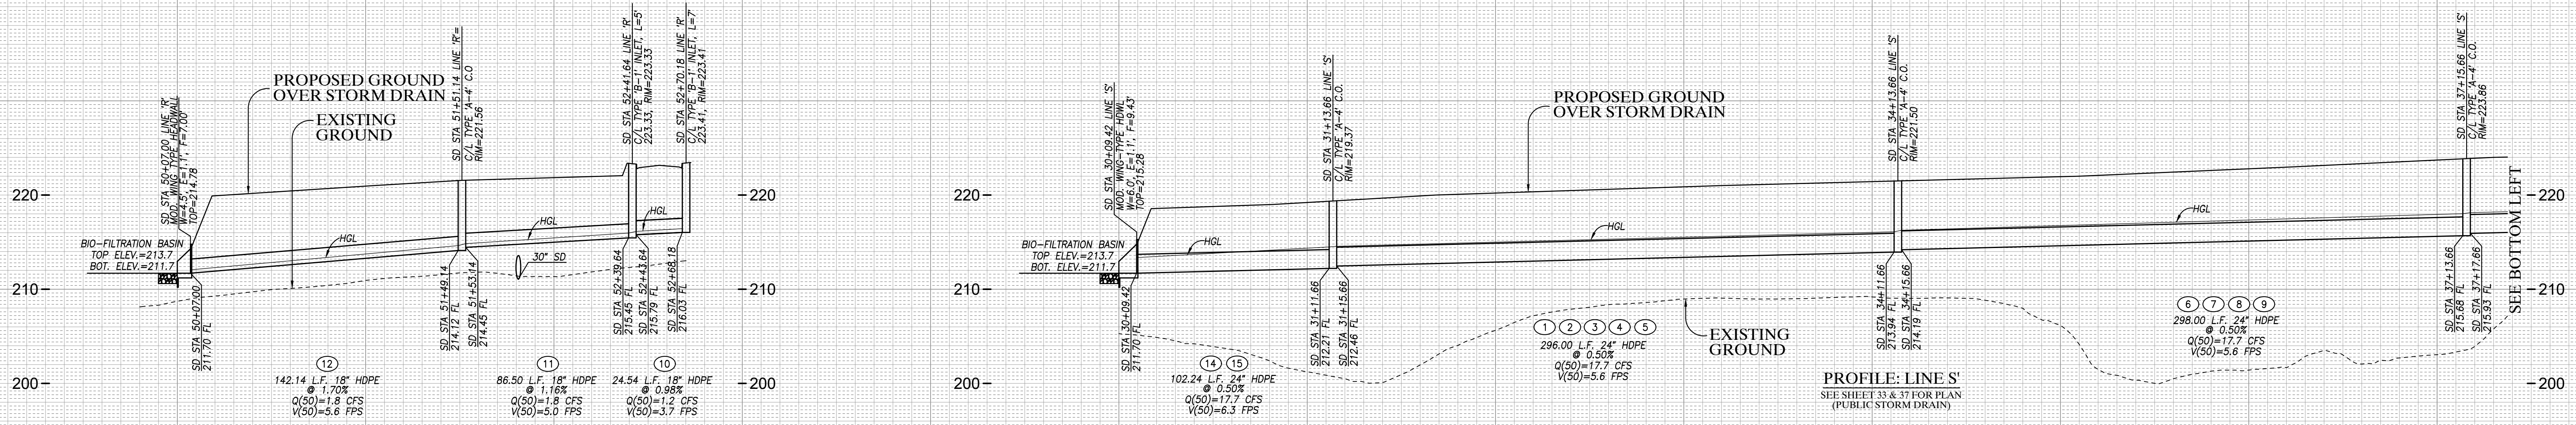 SD STA 50+07.00 LINE 'R'
MOD. WING TYPE HEADWALL
W=4.5', E=1.1', F=7.00'
TOP=214.78
PROPOSED GROUND
OVER STORM DRAIN
EXISTING
GROUND
SD STA 51+51.14 LINE 'R'=
C/L TYPE 'A-4' C.O
RIM=221.56
SD STA 52+41.64 LINE 'R'
C/L TYPE 'B-1' INLET, L=5'
223.33, RIM=223.33
SD STA 52+70.18 LINE 'R'
C/L TYPE 'B-1' INLET, L=7'
223.41, RIM=223.41
220
220
210
210
200
200
BIO-FILTRATION BASIN
TOP ELEV.=213.7
BOT. ELEV.=211.7
HGL
HGL
HGL
30" SD
SD STA 50+07.00
211.70 FL
SD STA 51+49.14
214.12 FL
SD STA 51+53.14
214.45 FL
SD STA 52+39.64
215.45 FL
SD STA 52+43.64
215.79 FL
SD STA 52+68.18
216.03 FL
12
142.14 L.F. 18" HDPE
@ 1.70%
Q(50)=1.8 CFS
V(50)=5.6 FPS
11
86.50 L.F. 18" HDPE
@ 1.16%
Q(50)=1.8 CFS
V(50)=5.0 FPS
10
24.54 L.F. 18" HDPE
@ 0.98%
Q(50)=1.2 CFS
V(50)=3.7 FPS
SD STA 30+09.42 LINE 'S'
MOD. WING-TYPE HDWL
W=6.0', E=1.1', F=9.43'
TOP=215.28
SD STA 31+13.66 LINE 'S'
C/L TYPE 'A-4' C.O.
RIM=219.37
PROPOSED GROUND
OVER STORM DRAIN
SD STA 34+13.66 LINE 'S'
C/L TYPE 'A-4' C.O.
RIM=221.50
SD STA 37+15.66 LINE 'S'
C/L TYPE 'A-4' C.O.
RIM=223.86
220
220
210
210
200
200
BIO-FILTRATION BASIN
TOP ELEV.=213.7
BOT. ELEV.=211.7
HGL
HGL
HGL
SD STA 30+09.42
211.70 FL
SD STA 31+11.66
212.21 FL
SD STA 31+15.66
212.46 FL
SD STA 34+11.66
213.94 FL
SD STA 34+15.66
214.19 FL
SD STA 37+13.66
215.68 FL
SD STA 37+17.66
215.93 FL
SEE BOTTOM LEFT
14 15
102.24 L.F. 24" HDPE
@ 0.50%
Q(50)=17.7 CFS
V(50)=6.3 FPS
1 2 3 4 5
296.00 L.F. 24" HDPE
@ 0.50%
Q(50)=17.7 CFS
V(50)=5.6 FPS
EXISTING
GROUND
6 7 8 9
298.00 L.F. 24" HDPE
@ 0.50%
Q(50)=17.7 CFS
V(50)=5.6 FPS
PROFILE: LINE S'
SEE SHEET 33 & 37 FOR PLAN
(PUBLIC STORM DRAIN)